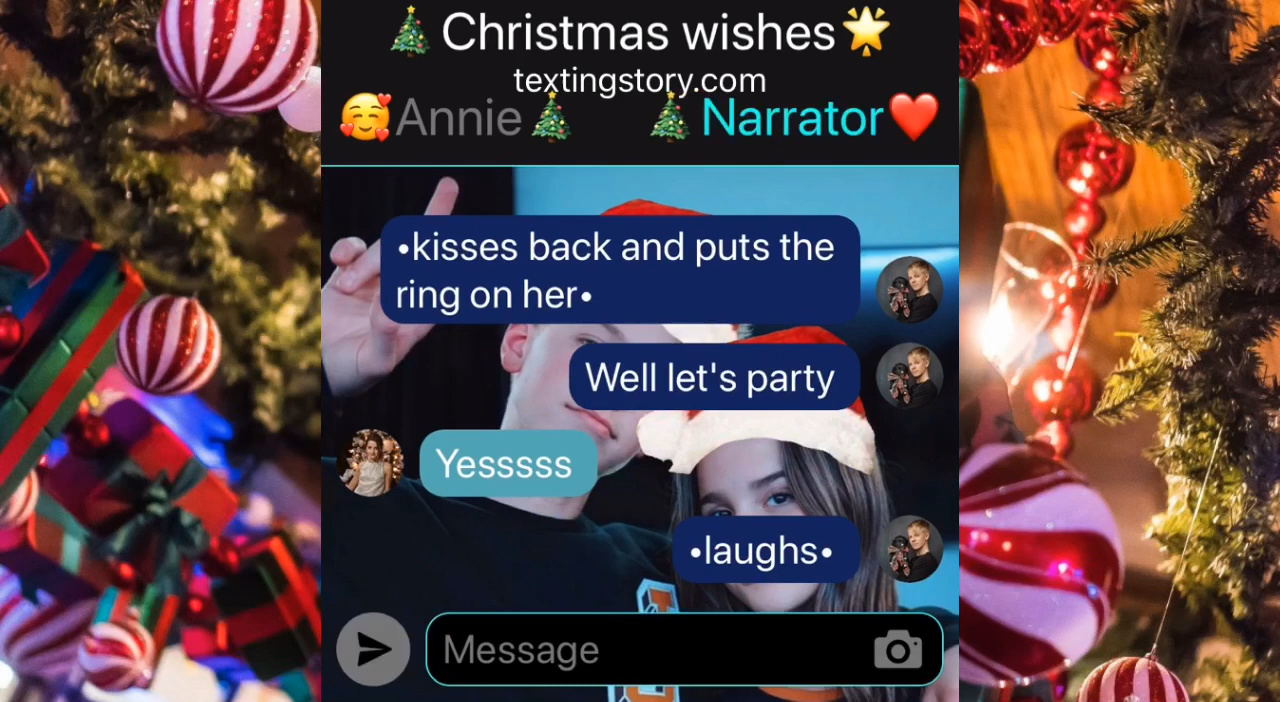 🎄Christmas wishes🌟
textingstory.com
🥰Annie🎄 🎄Narrator❤️
•kisses back and puts the
ring on her•
Well let's party
Yesssss
•laughs•
Message